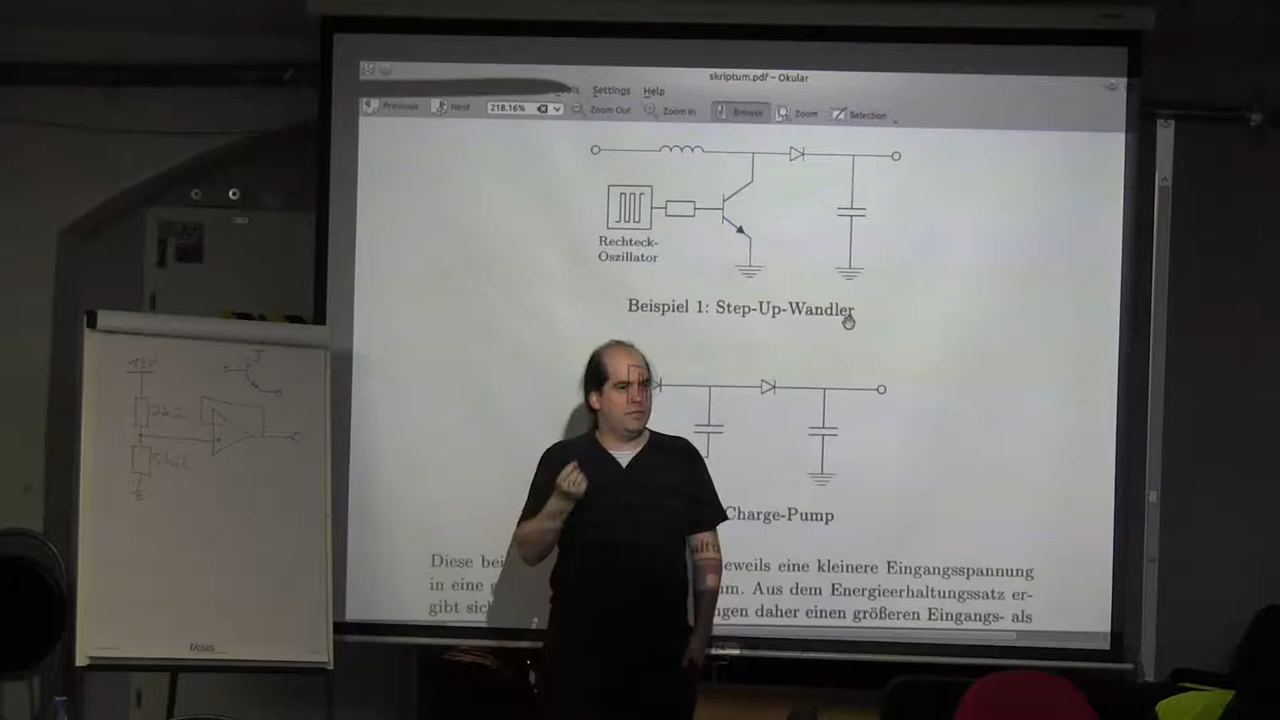 skriptum.pdf – Okular
Settings Help
Previous Next 218.16% Zoom Out Zoom In Browse Zoom Selection
Rechteck-
Oszillator
Beispiel 1: Step-Up-Wandler
Charge-Pump
Diese bei eweils eine kleinere Eingangsspannung
in eine g m. Aus dem Energieerhaltungssatz er-
gibt sich ngen daher einen größeren Eingangs- als